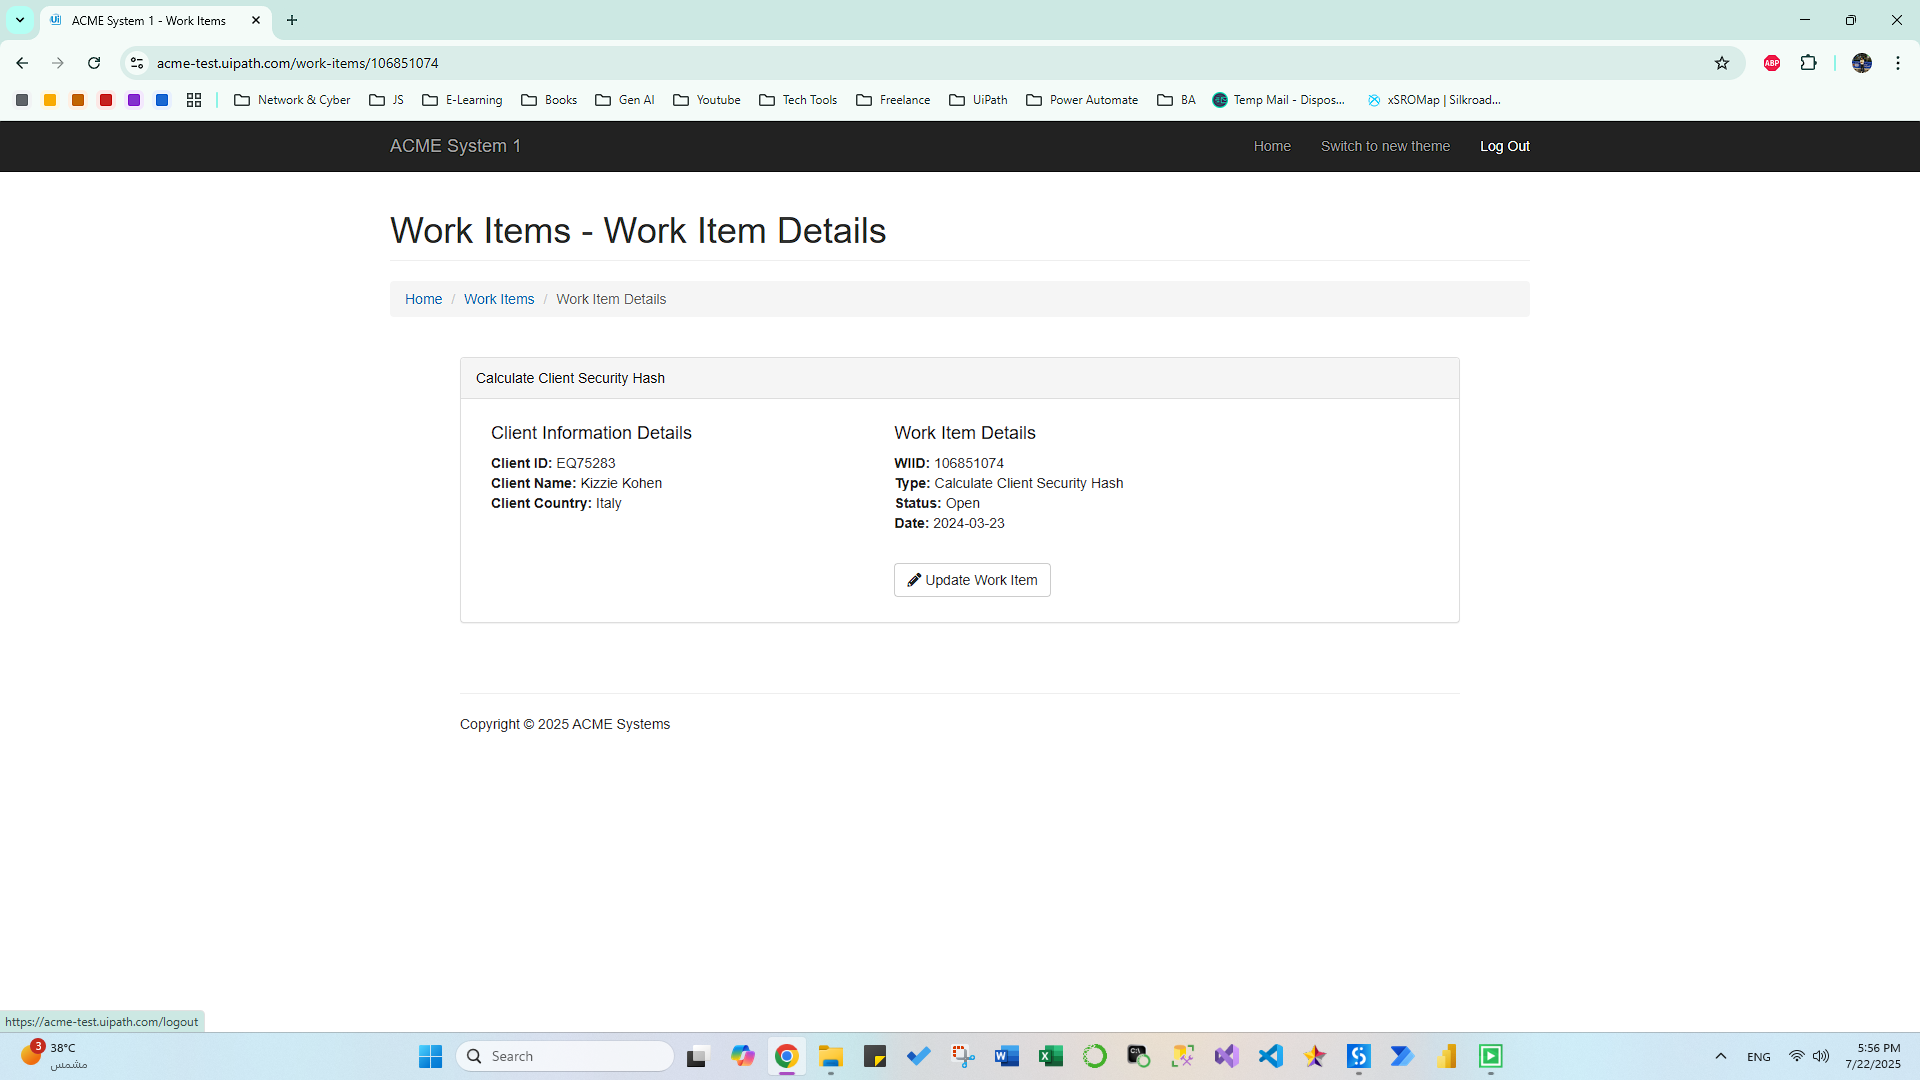 ACME System 1 - Work Items
acme-test.uipath.com/work-items/106851074
ABP
Network & Cyber
JS
E-Learning
Books
Gen AI
Youtube
Tech Tools
Freelance
UiPath
Power Automate
BA
Temp Mail - Dispos...
xSROMap | Silkroad...
ACME System 1
Home
Switch to new theme
Log Out
Work Items - Work Item Details
Home / Work Items / Work Item Details
Calculate Client Security Hash
Client Information Details
Client ID: EQ75283
Client Name: Kizzie Kohen
Client Country: Italy
Work Item Details
WIID: 106851074
Type: Calculate Client Security Hash
Status: Open
Date: 2024-03-23
Update Work Item
Copyright © 2025 ACME Systems
https://acme-test.uipath.com/logout
3
38°C
مشمس
Search
ENG
5:56 PM
7/22/2025